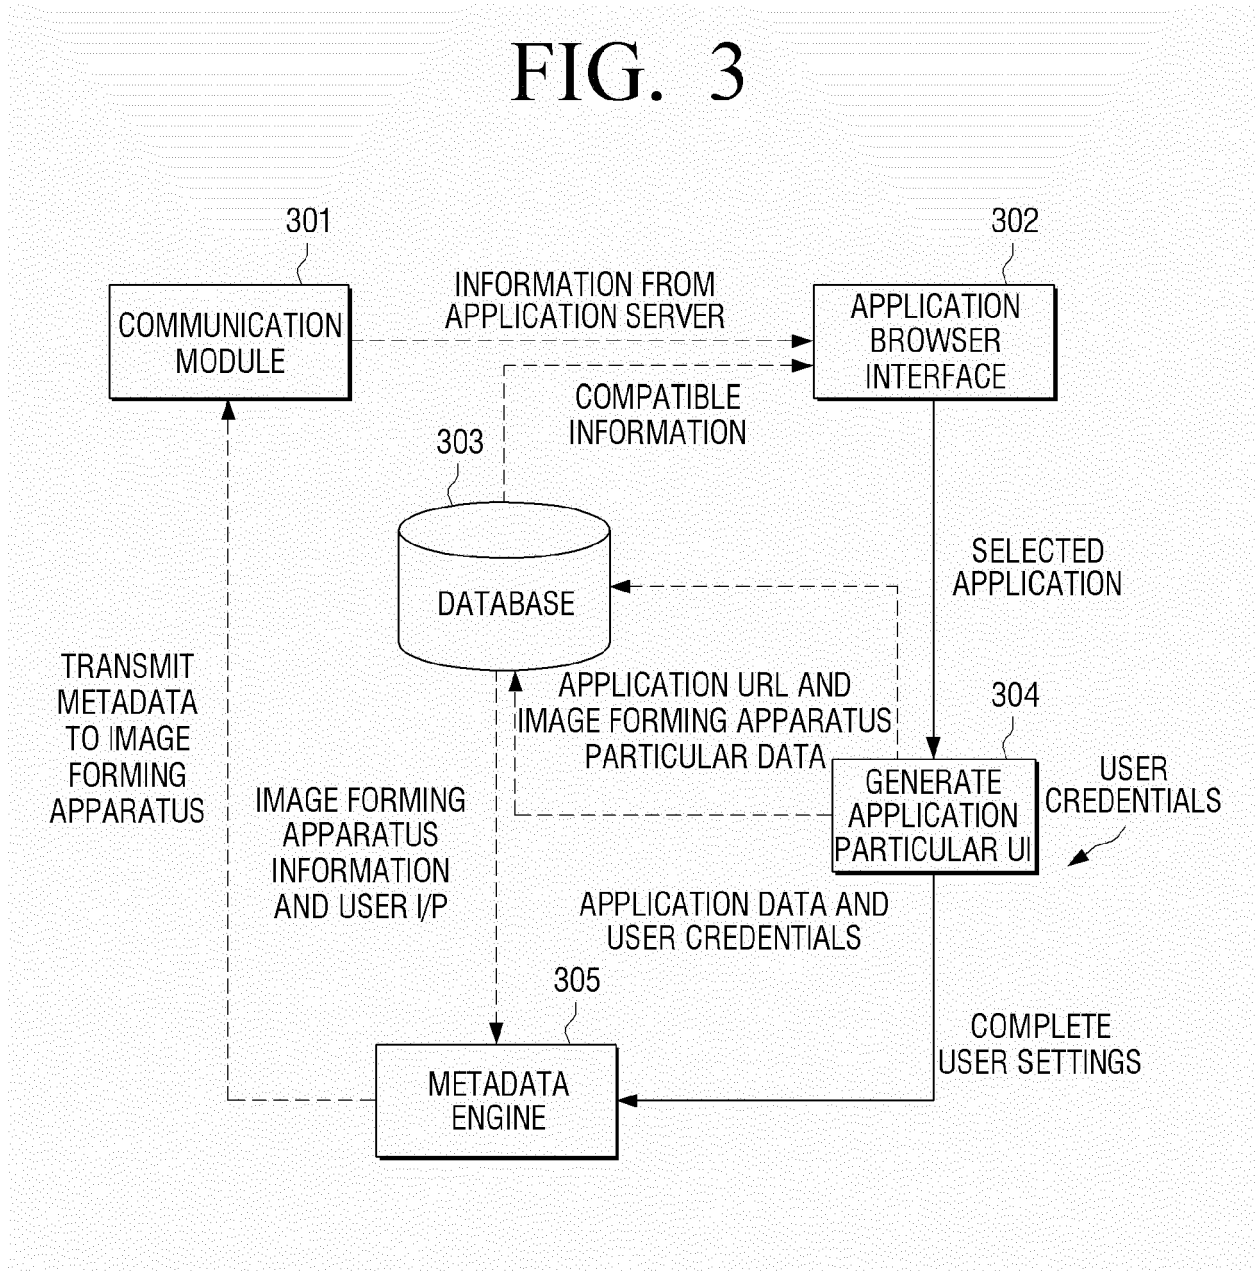 FIG. 3
301
COMMUNICATION
MODULE
INFORMATION FROM
APPLICATION SERVER
302
APPLICATION
BROWSER
INTERFACE
COMPATIBLE
INFORMATION
303
DATABASE
SELECTED
APPLICATION
TRANSMIT
METADATA
TO IMAGE
FORMING
APPARATUS
APPLICATION URL AND
IMAGE FORMING APPARATUS
PARTICULAR DATA
304
GENERATE
APPLICATION
PARTICULAR UI
USER
CREDENTIALS
IMAGE FORMING
APPARATUS
INFORMATION
AND USER I/P
APPLICATION DATA AND
USER CREDENTIALS
305
METADATA
ENGINE
COMPLETE
USER SETTINGS